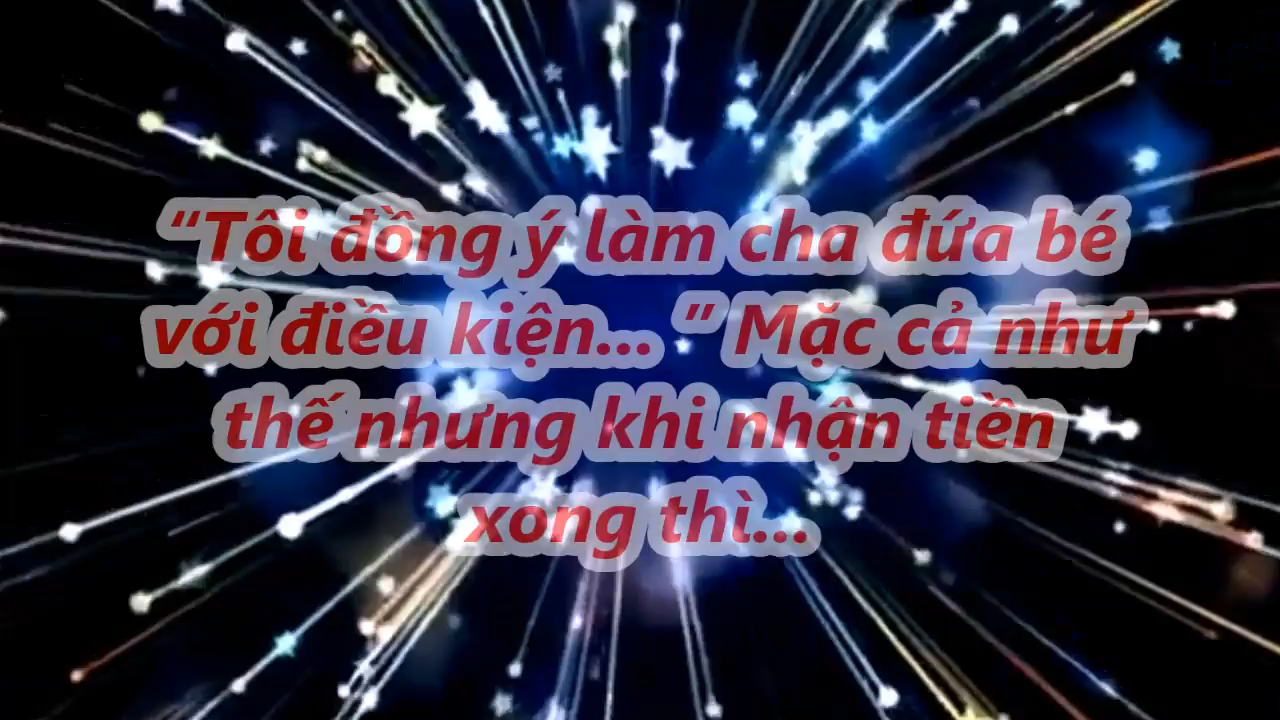 “Tôi đồng ý làm cha đứa bé
với điều kiện... ” Mặc cả như
thế nhưng khi nhận tiền
xong thì...